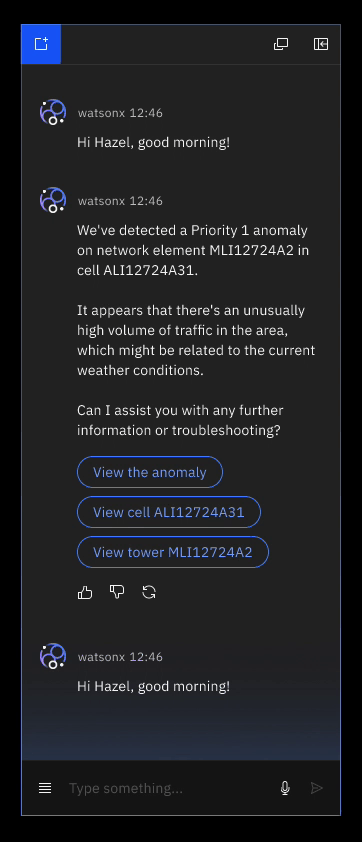 watsonx 12:46
Hi Hazel, good morning!
watsonx 12:46
We've detected a Priority 1 anomaly
on network element MLI12724A2 in
cell ALI12724A31.
It appears that there's an unusually
high volume of traffic in the area,
which might be related to the current
weather conditions.
Can I assist you with any further
information or troubleshooting?
View the anomaly
View cell ALI12724A31
View tower MLI12724A2
watsonx 12:46
Hi Hazel, good morning!
Type something...